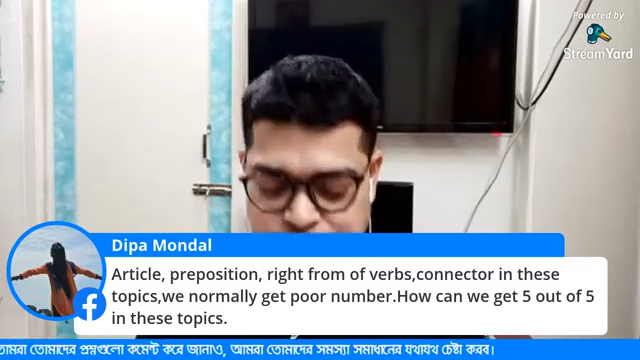 Powered by
StreamYard
Dipa Mondal
Article, preposition, right from of verbs,connector in these
topics,we normally get poor number.How can we get 5 out of 5
in these topics.
তোমরা তোমাদের প্রশ্নগুলো কমেন্ট করে জানাও, আমরা তোমাদের সমস্যা সমাধানের যথাযথ চেষ্টা করব।